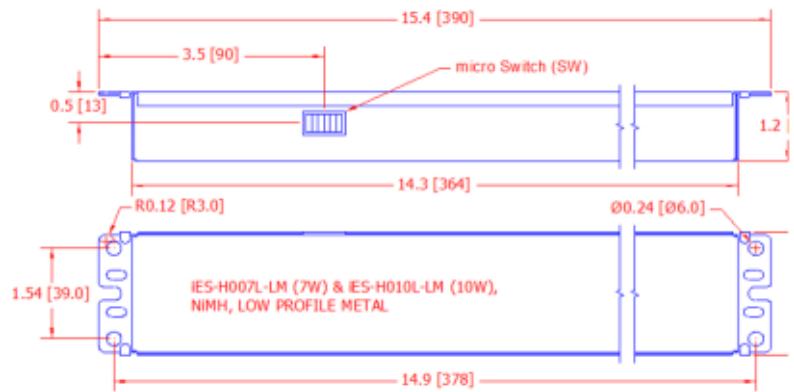 15.4 [390]
3.5 [90]
micro Switch (SW)
0.5 [13]
1.2
14.3 [364]
R0.12 [R3.0]
Ø0.24 [Ø6.0]
1.54 [39.0]
iES-H007L-LM (7W) & iES-H010L-LM (10W),
NiMH, LOW PROFILE METAL
14.9 [378]